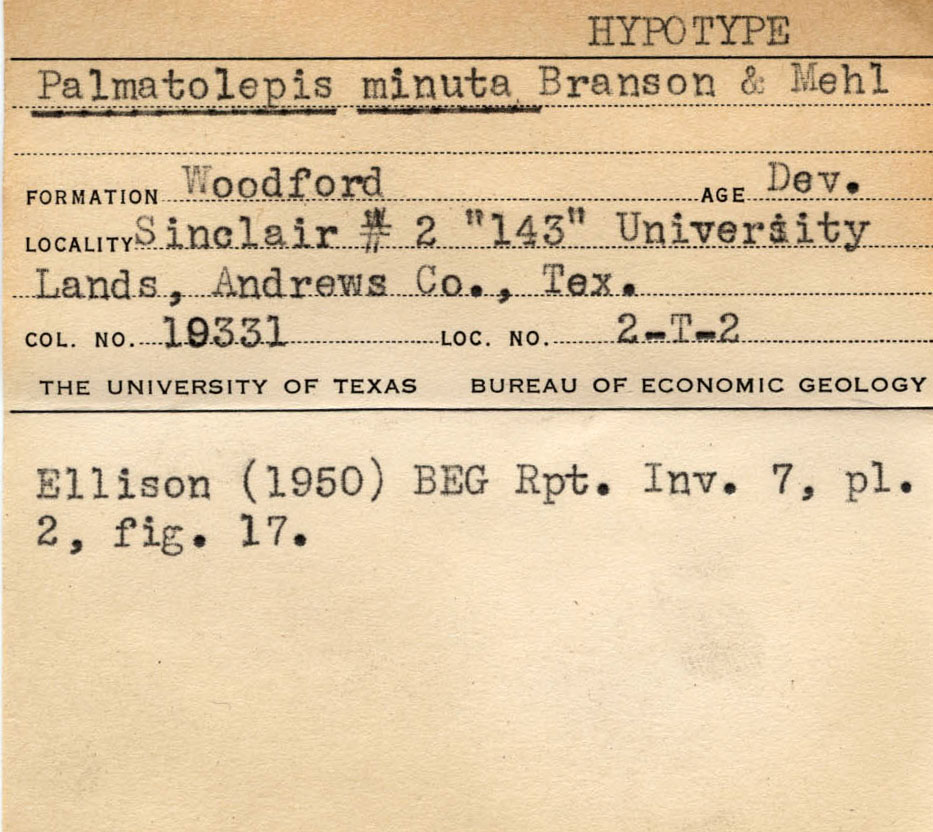 HYPOTYPE
Palmatolepis minuta Branson & Mehl
FORMATION Woodford AGE Dev.
LOCALITY Sinclair # 2 "143" University
Lands, Andrews Co., Tex.
COL. NO. 19331 LOC. NO. 2-T-2
THE UNIVERSITY OF TEXAS BUREAU OF ECONOMIC GEOLOGY
Ellison (1950) BEG Rpt. Inv. 7, pl.
2, fig. 17.